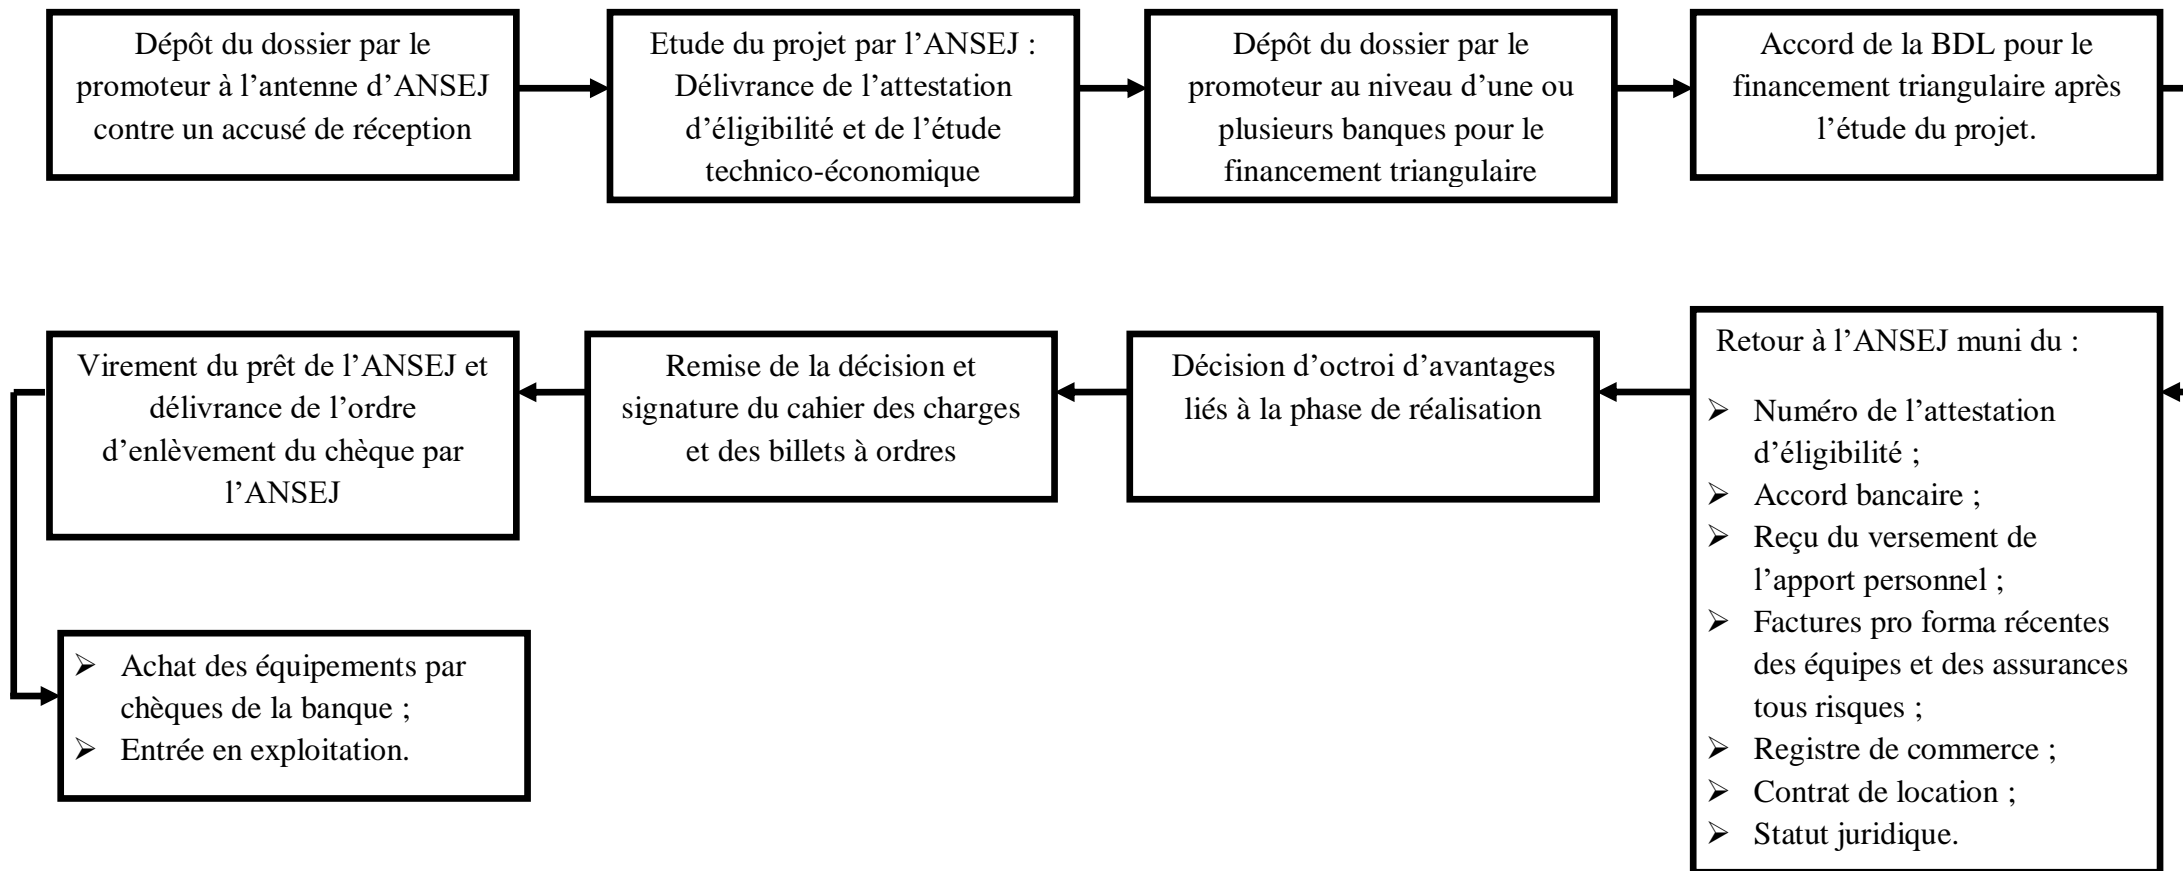 Dépôt du dossier par le
promoteur à l’antenne d’ANSEJ
contre un accusé de réception
Etude du projet par l’ANSEJ :
Délivrance de l’attestation
d’éligibilité et de l’étude
technico-économique
Dépôt du dossier par le
promoteur au niveau d’une ou
plusieurs banques pour le
financement triangulaire
Accord de la BDL pour le
financement triangulaire après
l’étude du projet.
Retour à l’ANSEJ muni du :
➢ Numéro de l’attestation
d’éligibilité ;
➢ Accord bancaire ;
➢ Reçu du versement de
l’apport personnel ;
➢ Factures pro forma récentes
des équipes et des assurances
tous risques ;
➢ Registre de commerce ;
➢ Contrat de location ;
➢ Statut juridique.
Décision d’octroi d’avantages
liés à la phase de réalisation
Remise de la décision et
signature du cahier des charges
et des billets à ordres
Virement du prêt de l’ANSEJ et
délivrance de l’ordre
d’enlèvement du chèque par
l’ANSEJ
➢ Achat des équipements par
chèques de la banque ;
➢ Entrée en exploitation.